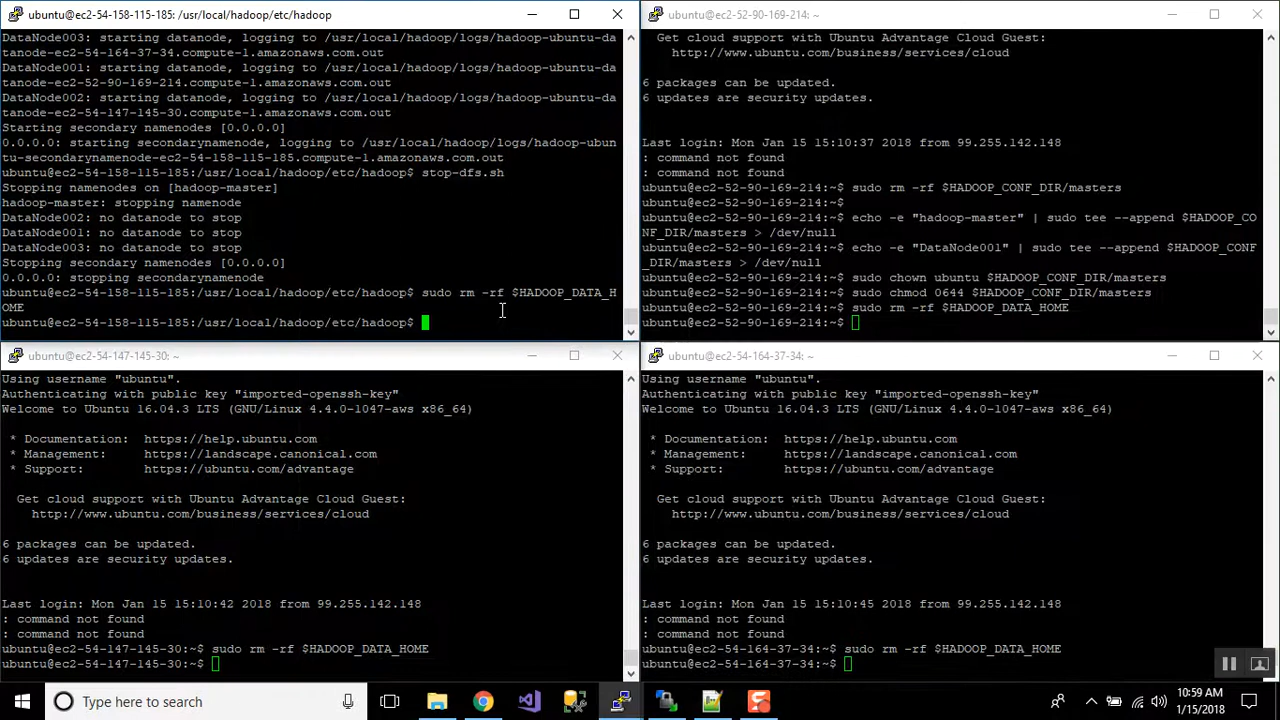 ubuntu@ec2-54-158-115-185: /usr/local/hadoop/etc/hadoop
DataNode003: starting datanode, logging to /usr/local/hadoop/logs/hadoop-ubuntu-da
tanode-ec2-54-164-37-34.compute-1.amazonaws.com.out
DataNode001: starting datanode, logging to /usr/local/hadoop/logs/hadoop-ubuntu-da
tanode-ec2-52-90-169-214.compute-1.amazonaws.com.out
DataNode002: starting datanode, logging to /usr/local/hadoop/logs/hadoop-ubuntu-da
tanode-ec2-54-147-145-30.compute-1.amazonaws.com.out
Starting secondary namenodes [0.0.0.0]
0.0.0.0: starting secondarynamenode, logging to /usr/local/hadoop/logs/hadoop-ubun
tu-secondarynamenode-ec2-54-158-115-185.compute-1.amazonaws.com.out
ubuntu@ec2-54-158-115-185:/usr/local/hadoop/etc/hadoop$ stop-dfs.sh
Stopping namenodes on [hadoop-master]
hadoop-master: stopping namenode
DataNode002: no datanode to stop
DataNode001: no datanode to stop
DataNode003: no datanode to stop
Stopping secondary namenodes [0.0.0.0]
0.0.0.0: stopping secondarynamenode
ubuntu@ec2-54-158-115-185:/usr/local/hadoop/etc/hadoop$ sudo rm -rf $HADOOP_DATA_H
OME
ubuntu@ec2-54-158-115-185:/usr/local/hadoop/etc/hadoop$
ubuntu@ec2-52-90-169-214: ~
Get cloud support with Ubuntu Advantage Cloud Guest:
http://www.ubuntu.com/business/services/cloud
6 packages can be updated.
6 updates are security updates.
Last login: Mon Jan 15 15:10:37 2018 from 99.255.142.148
: command not found
: command not found
ubuntu@ec2-52-90-169-214:~$ sudo rm -rf $HADOOP_CONF_DIR/masters
ubuntu@ec2-52-90-169-214:~$
ubuntu@ec2-52-90-169-214:~$ echo -e "hadoop-master" | sudo tee --append $HADOOP_CO
NF_DIR/masters > /dev/null
ubuntu@ec2-52-90-169-214:~$ echo -e "DataNode001" | sudo tee --append $HADOOP_CONF
_DIR/masters > /dev/null
ubuntu@ec2-52-90-169-214:~$ sudo chown ubuntu $HADOOP_CONF_DIR/masters
ubuntu@ec2-52-90-169-214:~$ sudo chmod 0644 $HADOOP_CONF_DIR/masters
ubuntu@ec2-52-90-169-214:~$ sudo rm -rf $HADOOP_DATA_HOME
ubuntu@ec2-52-90-169-214:~$
ubuntu@ec2-54-147-145-30: ~
Using username "ubuntu".
Authenticating with public key "imported-openssh-key"
Welcome to Ubuntu 16.04.3 LTS (GNU/Linux 4.4.0-1047-aws x86_64)
* Documentation:  https://help.ubuntu.com
* Management:     https://landscape.canonical.com
* Support:        https://ubuntu.com/advantage
Get cloud support with Ubuntu Advantage Cloud Guest:
http://www.ubuntu.com/business/services/cloud
6 packages can be updated.
6 updates are security updates.
Last login: Mon Jan 15 15:10:42 2018 from 99.255.142.148
: command not found
: command not found
ubuntu@ec2-54-147-145-30:~$ sudo rm -rf $HADOOP_DATA_HOME
ubuntu@ec2-54-147-145-30:~$
ubuntu@ec2-54-164-37-34: ~
Using username "ubuntu".
Authenticating with public key "imported-openssh-key"
Welcome to Ubuntu 16.04.3 LTS (GNU/Linux 4.4.0-1047-aws x86_64)
* Documentation:  https://help.ubuntu.com
* Management:     https://landscape.canonical.com
* Support:        https://ubuntu.com/advantage
Get cloud support with Ubuntu Advantage Cloud Guest:
http://www.ubuntu.com/business/services/cloud
6 packages can be updated.
6 updates are security updates.
Last login: Mon Jan 15 15:10:45 2018 from 99.255.142.148
: command not found
: command not found
ubuntu@ec2-54-164-37-34:~$ sudo rm -rf $HADOOP_DATA_HOME
ubuntu@ec2-54-164-37-34:~$
Type here to search
10:59 AM
1/15/2018